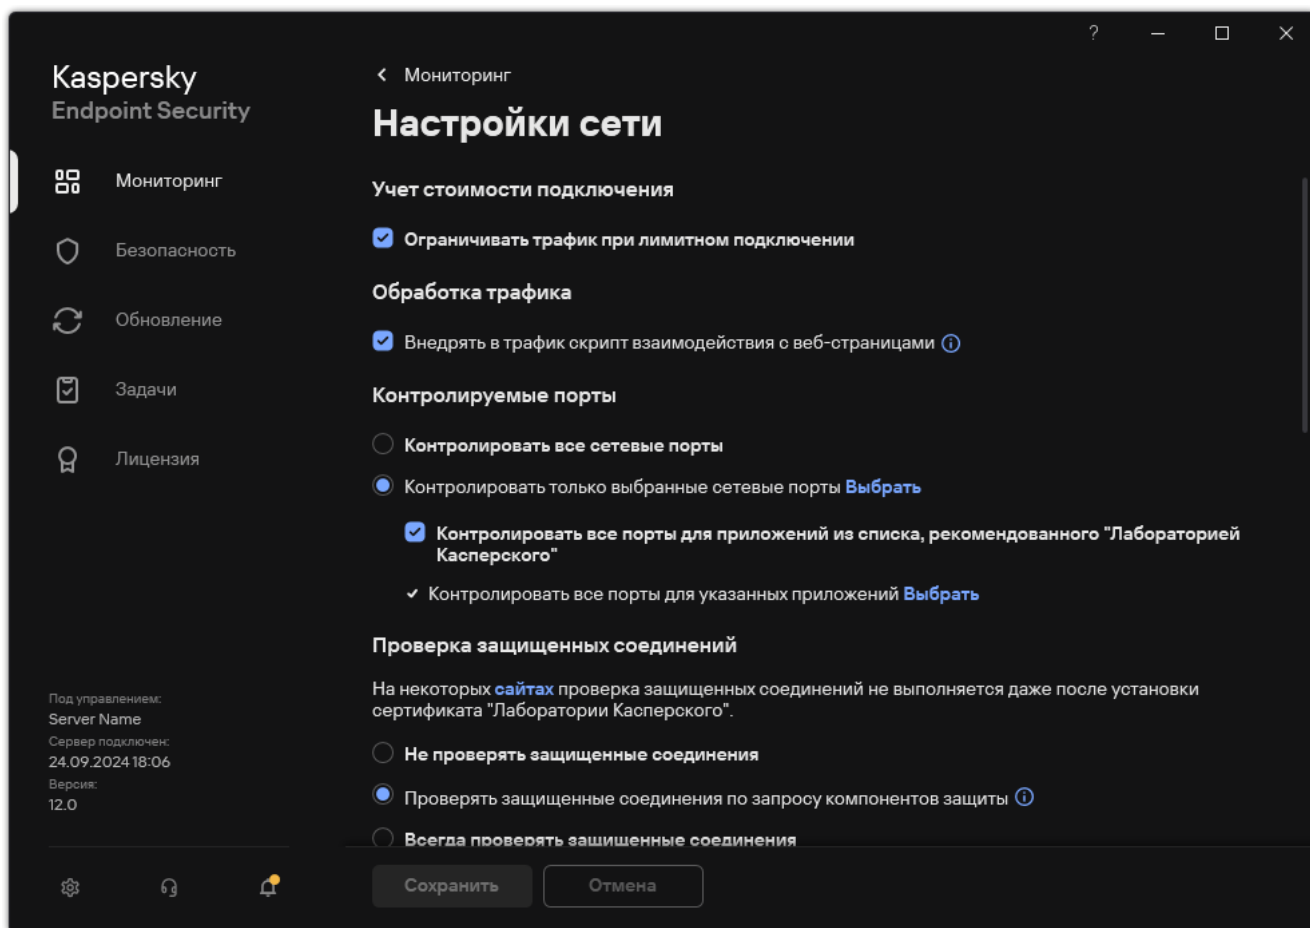 ?
Kaspersky
Endpoint Security
Мониторинг
Безопасность
Обновление
Задачи
Лицензия
Под управлением:
Server Name
Сервер подключен:
24.09.2024 18:06
Версия:
12.0
Мониторинг
Настройки сети
Учет стоимости подключения
Ограничивать трафик при лимитном подключении
Обработка трафика
Внедрять в трафик скрипт взаимодействия с веб-страницами
Контролируемые порты
Контролировать все сетевые порты
Контролировать только выбранные сетевые порты Выбрать
Контролировать все порты для приложений из списка, рекомендованного "Лабораторией
Касперского"
Контролировать все порты для указанных приложений Выбрать
Проверка защищенных соединений
На некоторых сайтах проверка защищенных соединений не выполняется даже после установки
сертификата "Лаборатории Касперского".
Не проверять защищенные соединения
Проверять защищенные соединения по запросу компонентов защиты
Всегда проверять защищенные соединения
Сохранить
Отмена